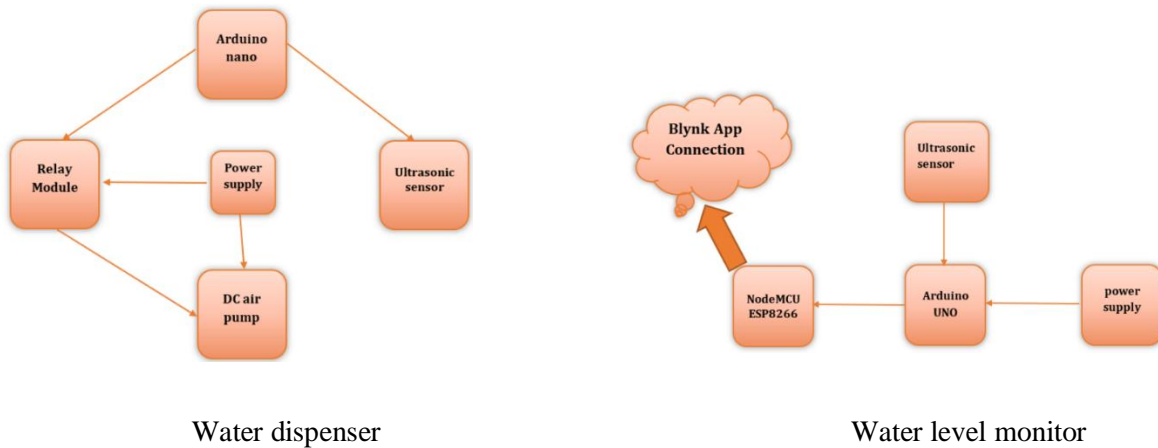 Arduino
nano
Relay
Module
Power
supply
Ultrasonic
sensor
DC air
pump
Blynk App
Connection
Ultrasonic
sensor
NodeMCU
ESP8266
Arduino
UNO
power
supply
Water dispenser
Water level monitor